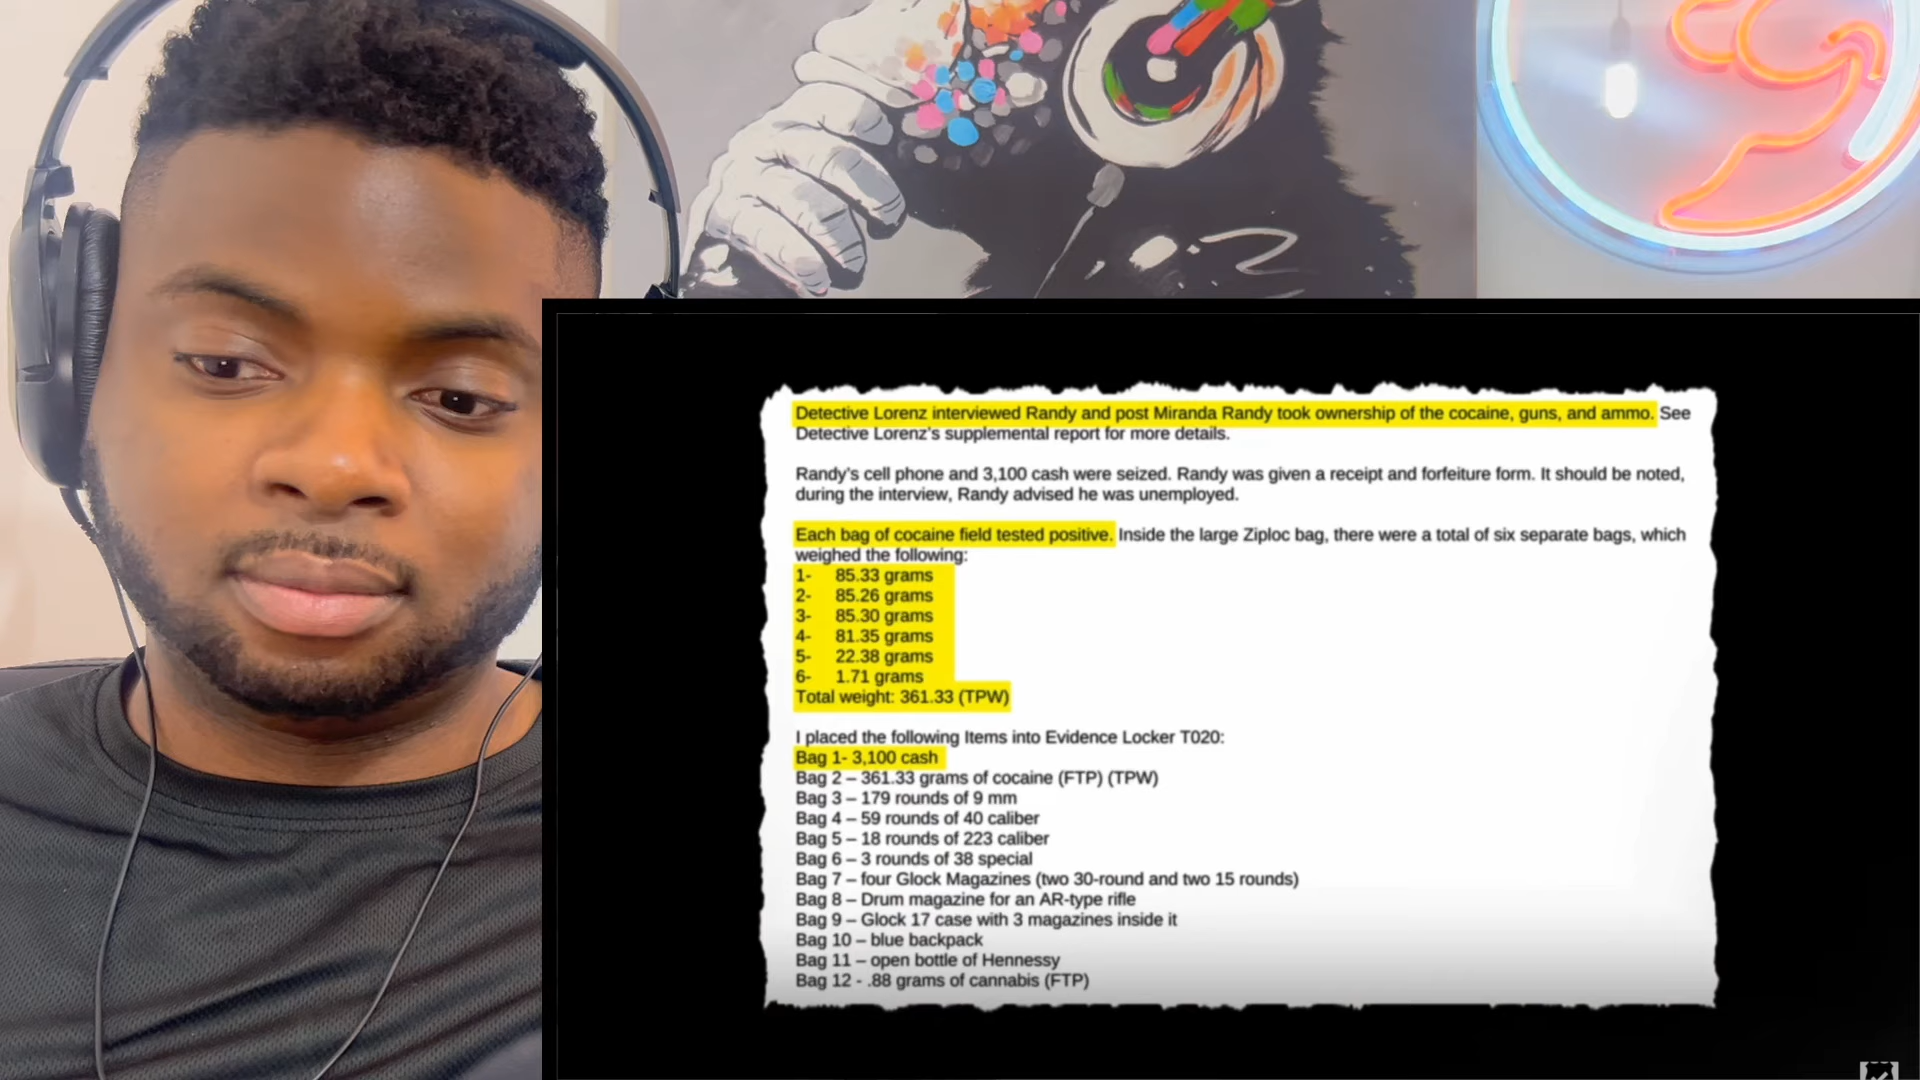 Detective Lorenz interviewed Randy and post Miranda Randy took ownership of the cocaine, guns, and ammo. See
Detective Lorenz's supplemental report for more details.
Randy's cell phone and 3,100 cash were seized. Randy was given a receipt and forfeiture form. It should be noted,
during the interview, Randy advised he was unemployed.
Each bag of cocaine field tested positive. Inside the large Ziploc bag, there were a total of six separate bags, which
weighed the following:
1- 85.33 grams
2- 85.26 grams
3- 85.30 grams
4- 81.35 grams
5- 22.38 grams
6- 1.71 grams
Total weight: 361.33 (TPW)
I placed the following Items into Evidence Locker T020:
Bag 1- 3,100 cash
Bag 2 – 361.33 grams of cocaine (FTP) (TPW)
Bag 3 – 179 rounds of 9 mm
Bag 4 – 59 rounds of 40 caliber
Bag 5 – 18 rounds of 223 caliber
Bag 6 – 3 rounds of 38 special
Bag 7 – four Glock Magazines (two 30-round and two 15 rounds)
Bag 8 – Drum magazine for an AR-type rifle
Bag 9 – Glock 17 case with 3 magazines inside it
Bag 10 – blue backpack
Bag 11 – open bottle of Hennessy
Bag 12 - .88 grams of cannabis (FTP)